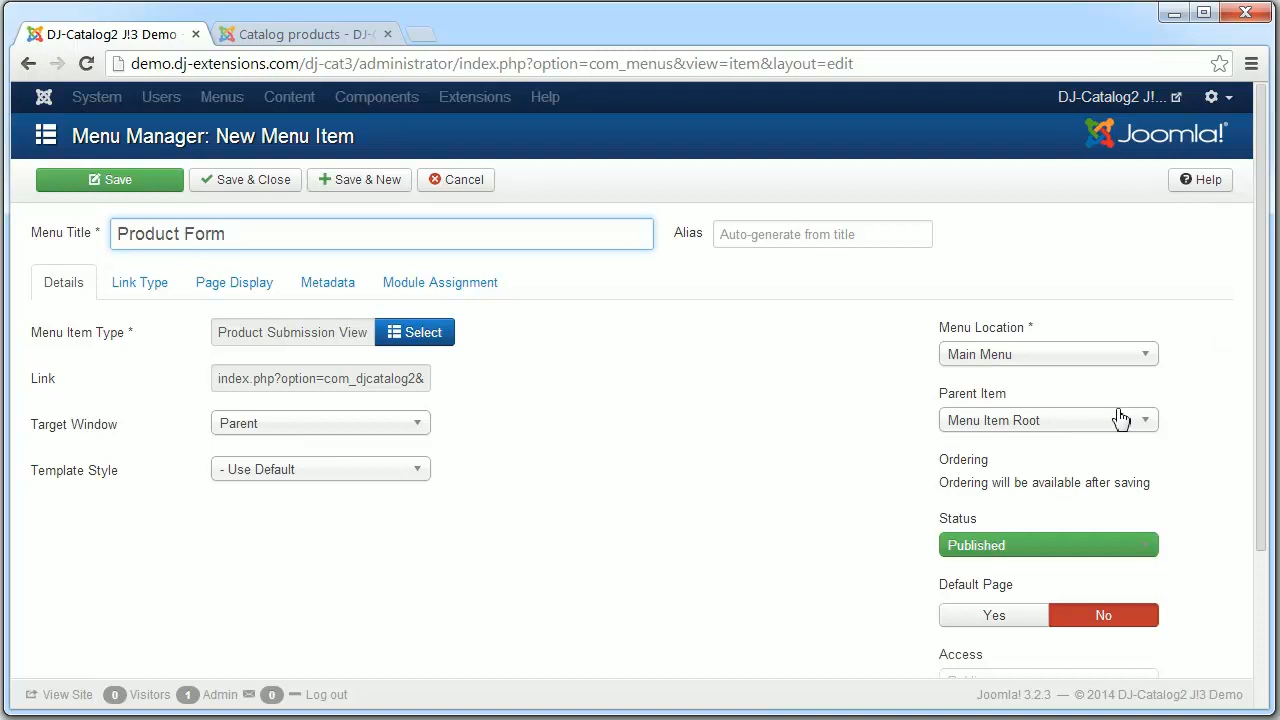 DJ-Catalog2 J!3 Demo
Catalog products - DJ-
demo.dj-extensions.com/dj-cat3/administrator/index.php?option=com_menus&view=item&layout=edit
System Users Menus Content Components Extensions Help DJ-Catalog2 J!...
Menu Manager: New Menu Item Joomla!®
Save Save & Close Save & New Cancel Help
Menu Title * Product Form Alias Auto-generate from title
Details Link Type Page Display Metadata Module Assignment
Menu Item Type * Product Submission View Select
Link index.php?option=com_djcatalog2&
Target Window Parent
Template Style - Use Default
Menu Location *
Main Menu
Parent Item
Menu Item Root
Ordering
Ordering will be available after saving
Status
Published
Default Page
Yes No
Access
View Site 0 Visitors 1 Admin 0 Log out Joomla! 3.2.3 — © 2014 DJ-Catalog2 J!3 Demo